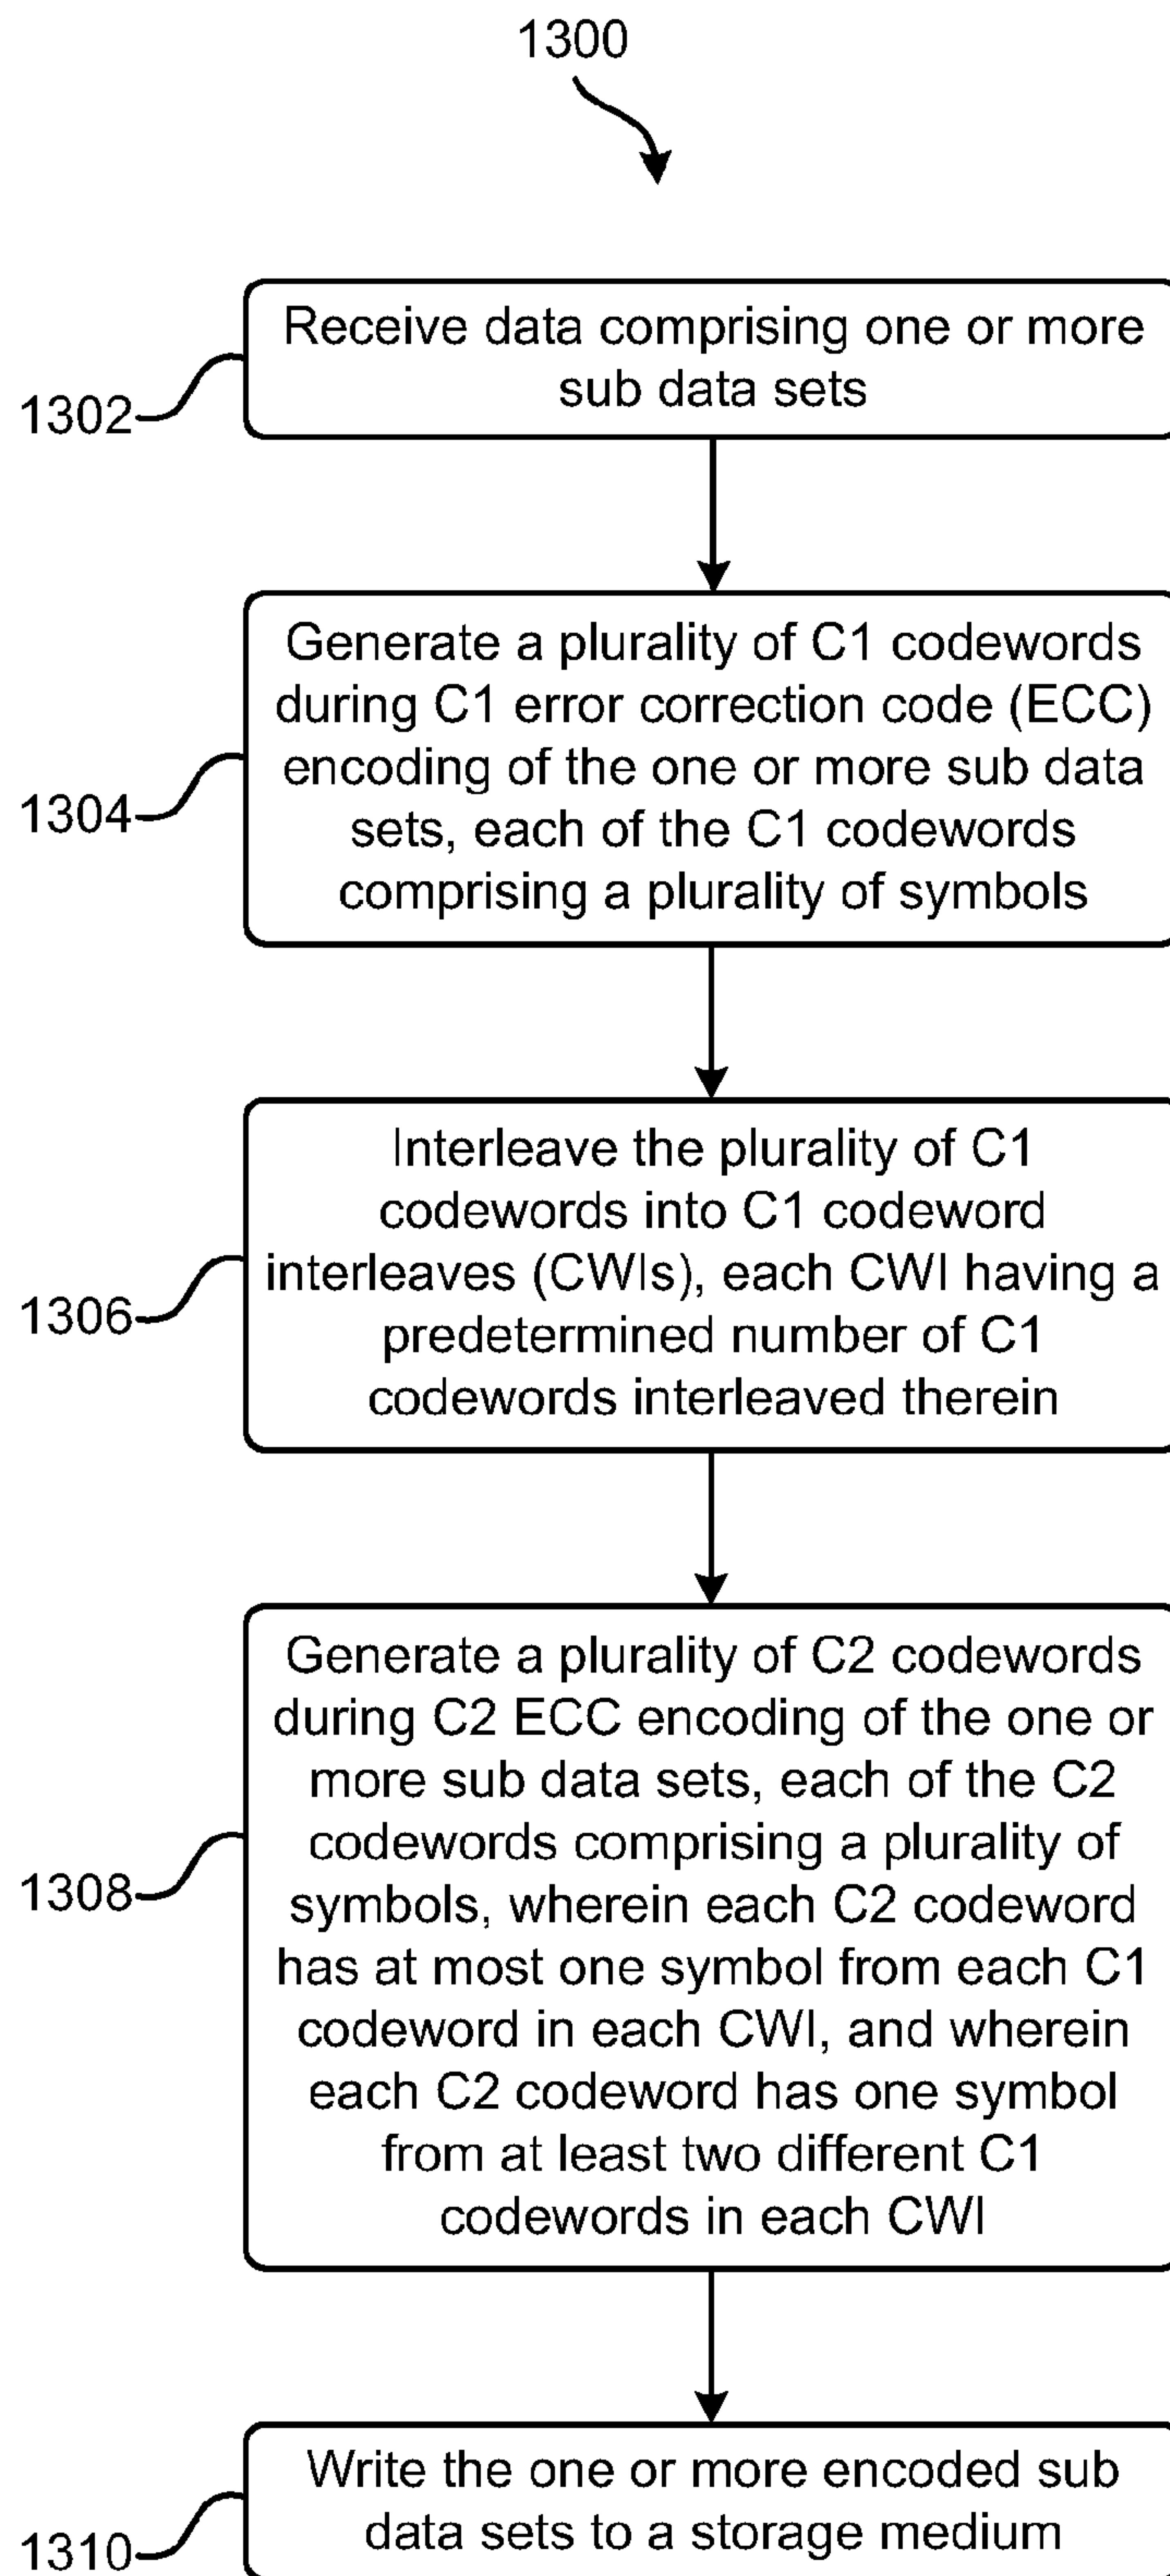 1300
Receive data comprising one or more
sub data sets
1302
Generate a plurality of C1 codewords
during C1 error correction code (ECC)
encoding of the one or more sub data
sets, each of the C1 codewords
comprising a plurality of symbols
1304
Interleave the plurality of C1
codewords into C1 codeword
interleaves (CWIs), each CWI having a
predetermined number of C1
codewords interleaved therein
1306
Generate a plurality of C2 codewords
during C2 ECC encoding of the one or
more sub data sets, each of the C2
codewords comprising a plurality of
symbols, wherein each C2 codeword
has at most one symbol from each C1
codeword in each CWI, and wherein
each C2 codeword has one symbol
from at least two different C1
codewords in each CWI
1308
Write the one or more encoded sub
data sets to a storage medium
1310